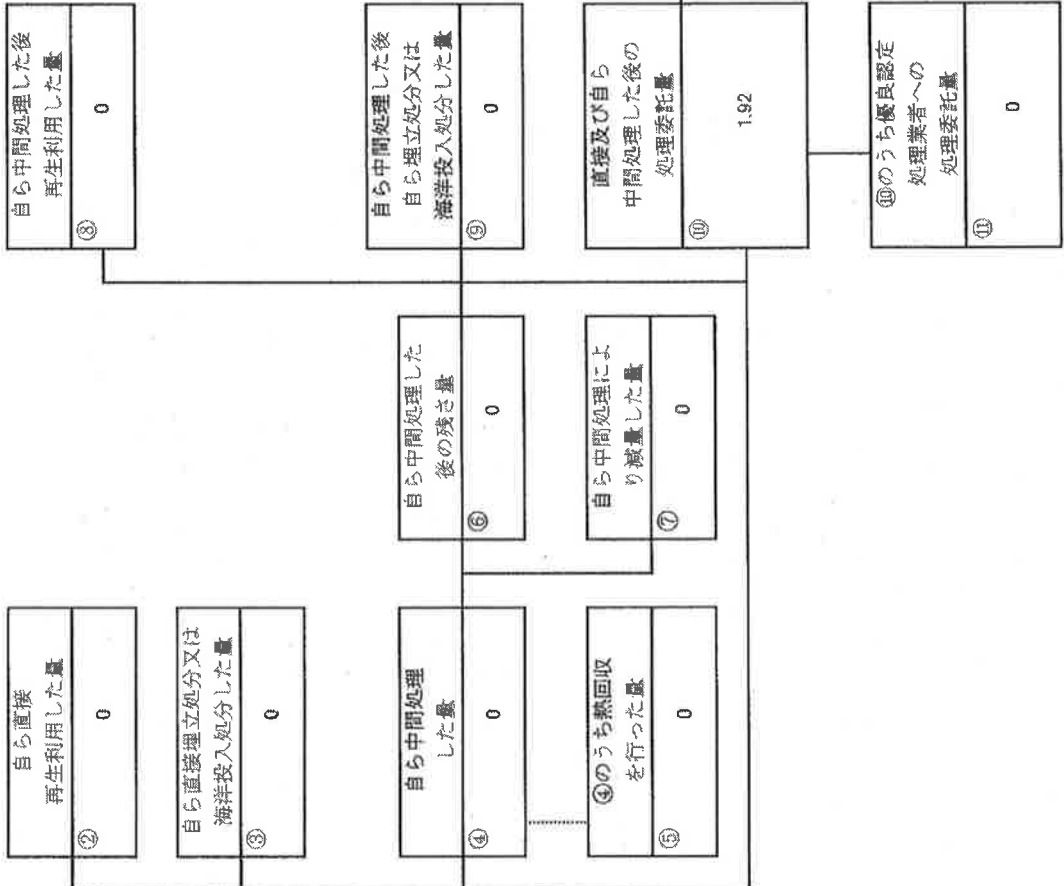 自ら直接
再生利用した量
②
0
自ら直接埋立処分又は
海洋投入処分した量
③
0
自ら中間処理
した量
④
0
④のうち熱回収
を行った量
⑤
0
自ら中間処理した
後の残さ量
⑥
0
自ら中間処理によ
り減量した量
⑦
0
自ら中間処理した後
再生利用した量
⑧
0
自ら中間処理した後
自ら埋立処分又は
海洋投入処分した量
⑨
0
直接及び自ら
中間処理した後の
処理委託量
⑩
1.92
⑩のうち優良認定
処理業者への
処理委託量
⑪
0